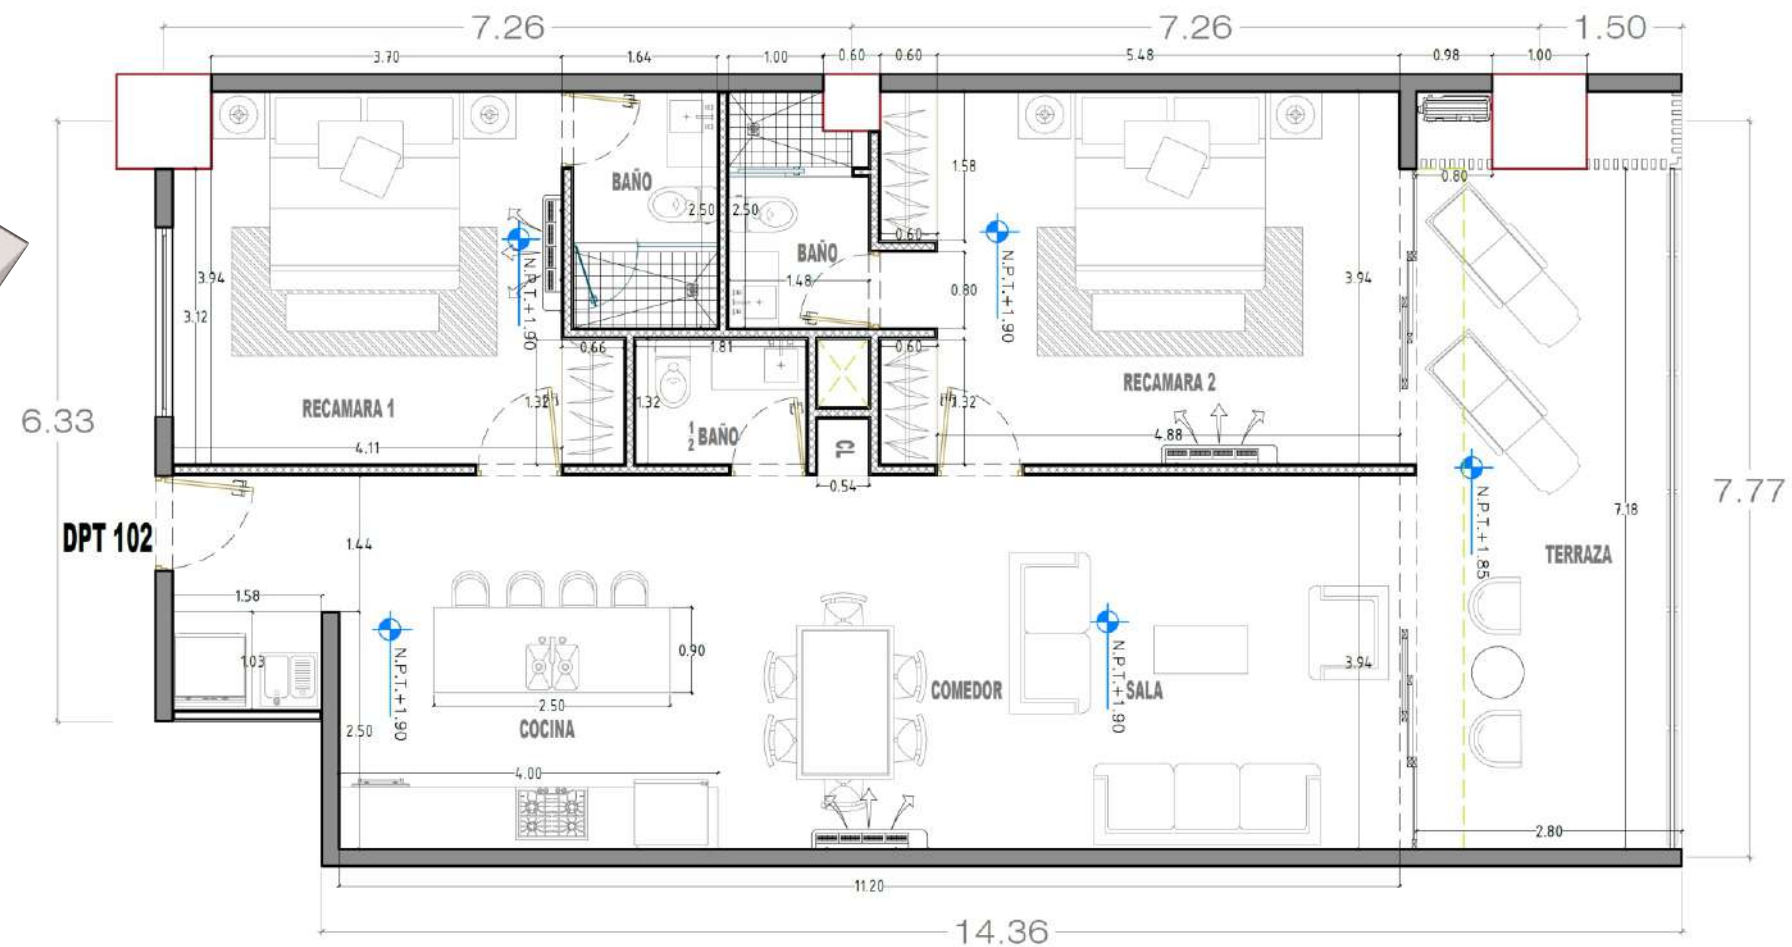 7.26 7.26 1.50
3.70 1.64 1.00 0.60 0.60 5.48 0.98 1.00
BAÑO
2.50 2.50
1.58
0.80
BAÑO
0.60
3.94
3.12
N.P.T.+1.90
1.48
0.80
N.P.T.+1.90
3.94
0.66 1.81 0.60
RECAMARA 1
1.32 1.32
½ BAÑO
CL
1.32
RECAMARA 2
6.33
4.11
4.88
0.54
N.P.T.+1.85
7.77
7.18
DPT 102
1.44
TERRAZA
1.58
1.03
N.P.T.+1.90
0.90
2.50
COCINA
COMEDOR
N.P.T.+1.90
SALA
3.94
2.50
4.00
2.80
11.20
14.36